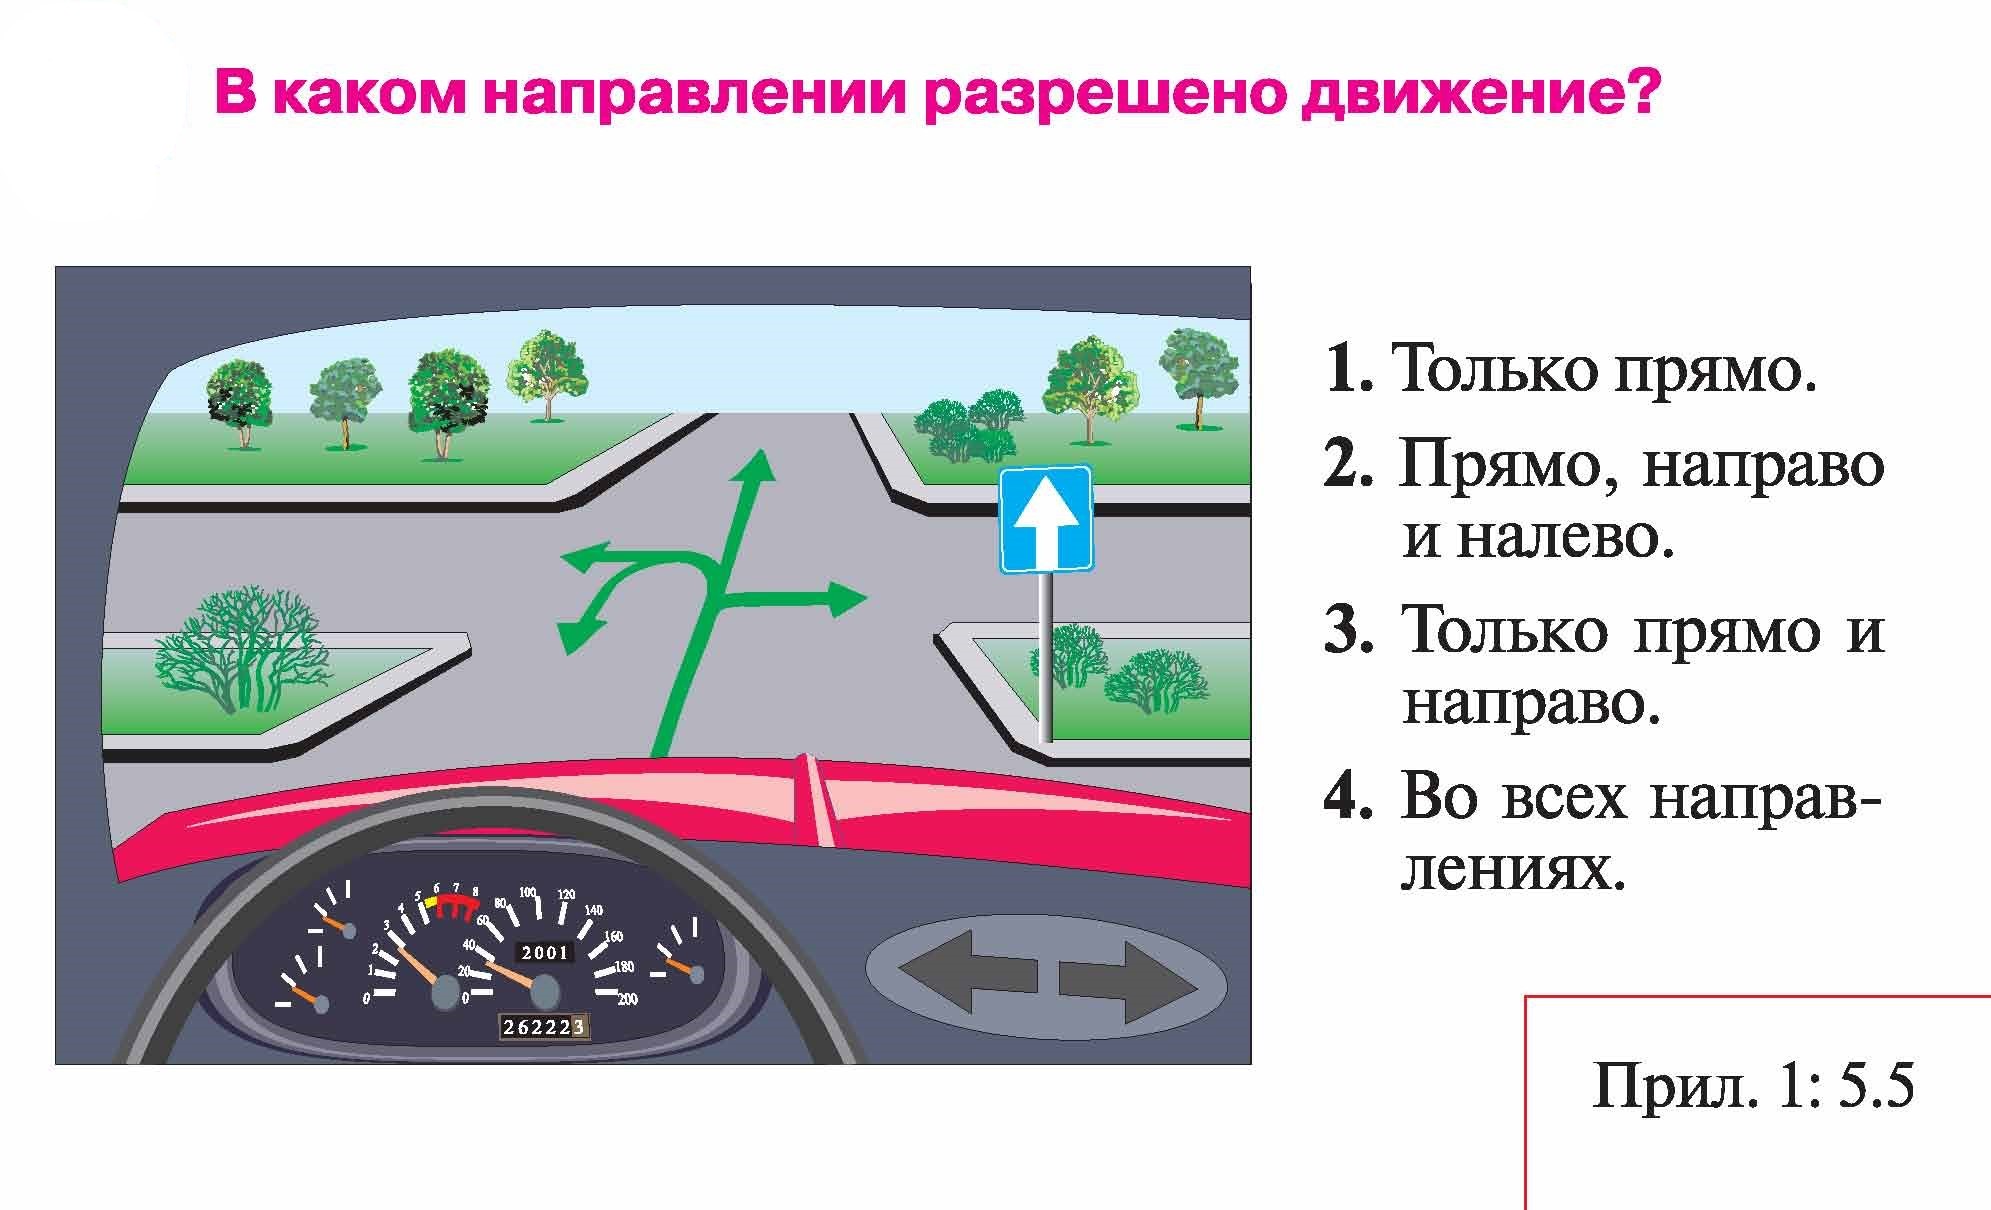 В каком направлении разрешено движение?
1. Только прямо.
2. Прямо, направо
и налево.
3. Только прямо и
направо.
4. Во всех направ-
лениях.
0 1 2 3 4 5 6 7 8
0 20 40 60 80 100 120 140 160 180 200
2001
262223
Прил. 1: 5.5